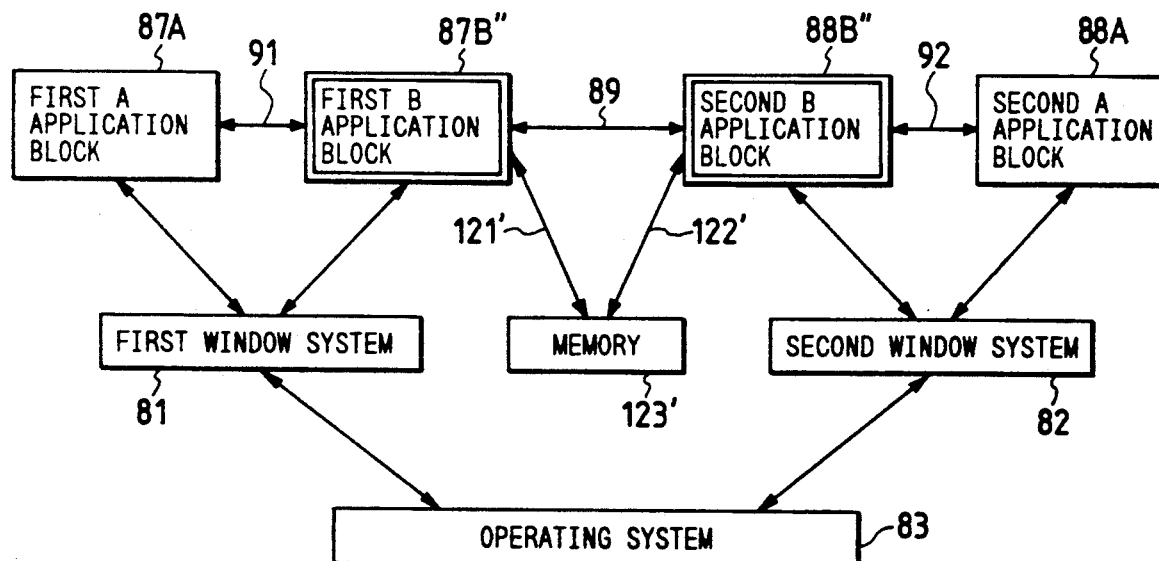 87A
91
87B"
89
88B"
92
88A
FIRST A
APPLICATION
BLOCK
FIRST B
APPLICATION
BLOCK
SECOND B
APPLICATION
BLOCK
SECOND A
APPLICATION
BLOCK
121'
122'
FIRST WINDOW SYSTEM
MEMORY
SECOND WINDOW SYSTEM
81
123'
82
OPERATING SYSTEM
83